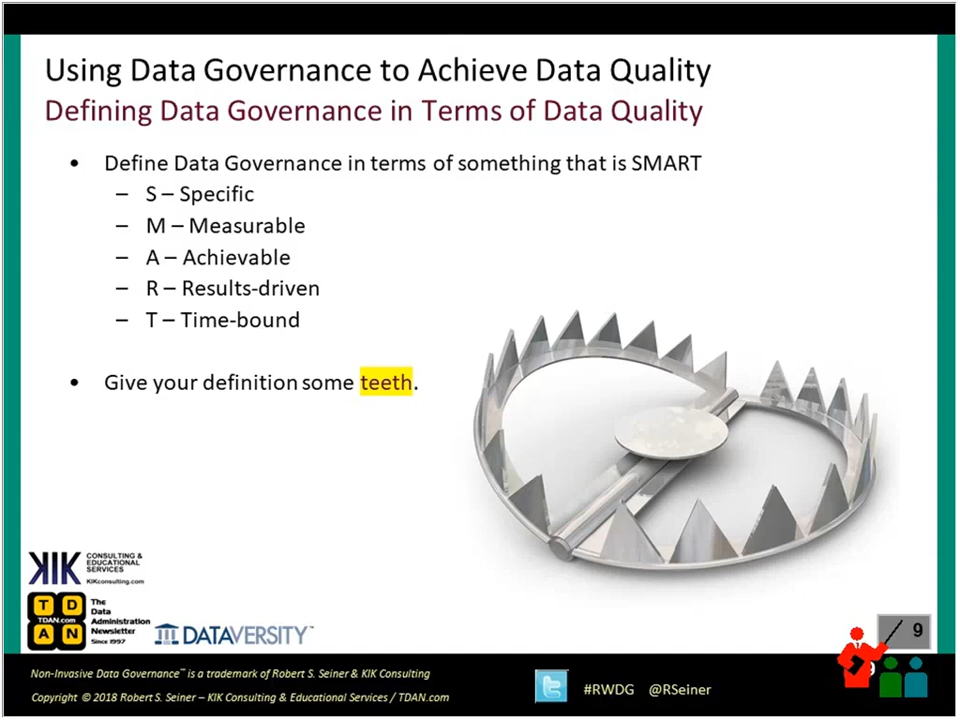 Using Data Governance to Achieve Data Quality
Defining Data Governance in Terms of Data Quality
• Define Data Governance in terms of something that is SMART
– S – Specific
– M – Measurable
– A – Achievable
– R – Results-driven
– T – Time-bound
• Give your definition some teeth.
KIK CONSULTING & EDUCATIONAL SERVICES
KIKconsulting.com
TDAN.com
The Data Administration Newsletter
Since 1997
DATAVERSITY™
9
9
Non-Invasive Data Governance™ is a trademark of Robert S. Seiner & KIK Consulting
Copyright © 2018 Robert S. Seiner – KIK Consulting & Educational Services / TDAN.com
#RWDG @RSeiner